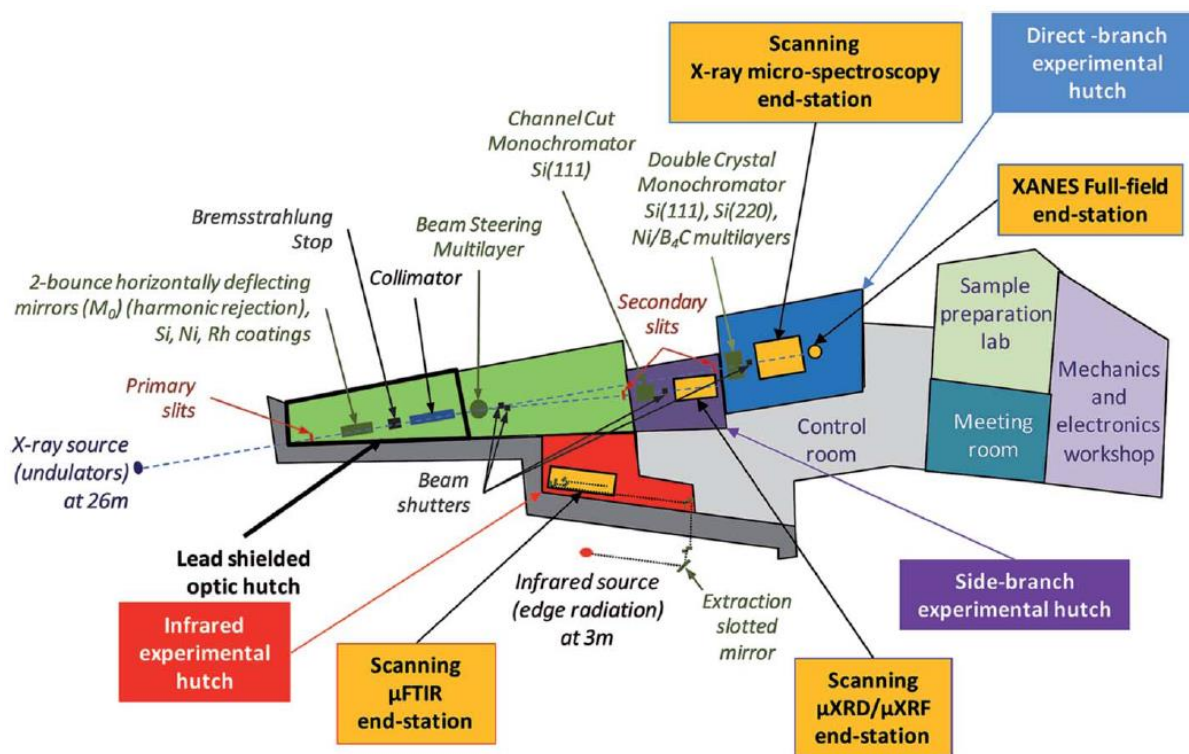 Scanning
X-ray micro-spectroscopy
end-station
Direct -branch
experimental
hutch
Channel Cut
Monochromator
Si(111)
Double Crystal
Monochromator
Si(111), Si(220),
Ni/B₄C multilayers
XANES Full-field
end-station
Bremsstrahlung
Stop
Beam Steering
Multilayer
Collimator
2-bounce horizontally deflecting
mirrors (M₀) (harmonic rejection),
Si, Ni, Rh coatings
Secondary
slits
Sample
preparation
lab
Primary
slits
Mechanics
and
electronics
workshop
X-ray source
(undulators)
at 26m
Control
room
Meeting
room
Beam
shutters
Lead shielded
optic hutch
Infrared source
(edge radiation)
at 3m
Extraction
slotted
mirror
Side-branch
experimental hutch
Infrared
experimental
hutch
Scanning
µFTIR
end-station
Scanning
µXRD/µXRF
end-station